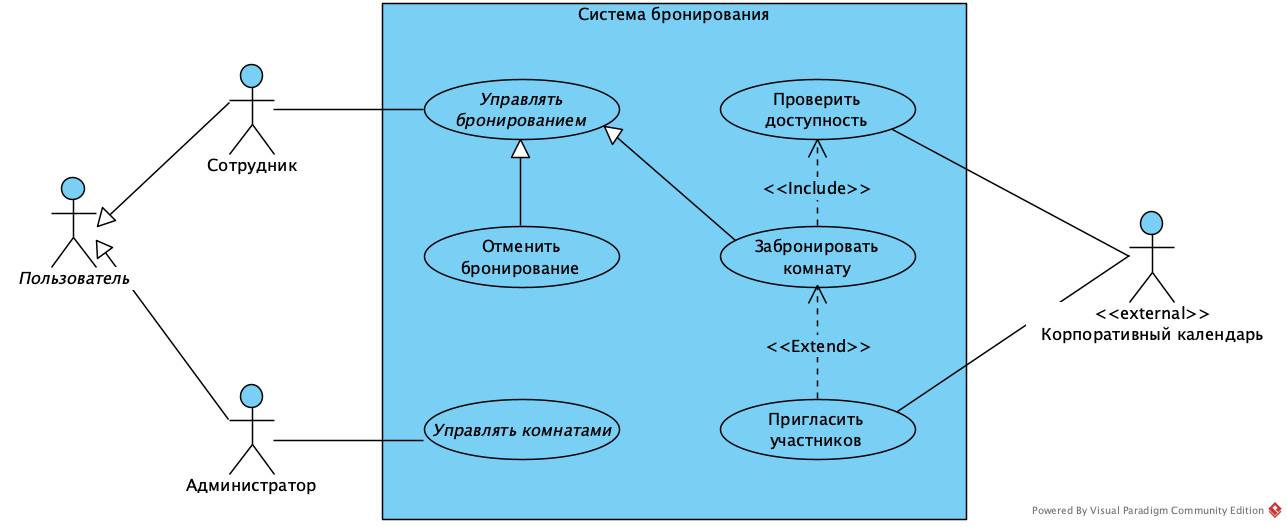 Система бронирования
Управлять
бронированием
Проверить
доступность
Сотрудник
<<Include>>
Пользователь
Отменить
бронирование
Забронировать
комнату
<<external>>
Корпоративный календарь
<<Extend>>
Управлять комнатами
Пригласить
участников
Администратор
Powered By Visual Paradigm Community Edition